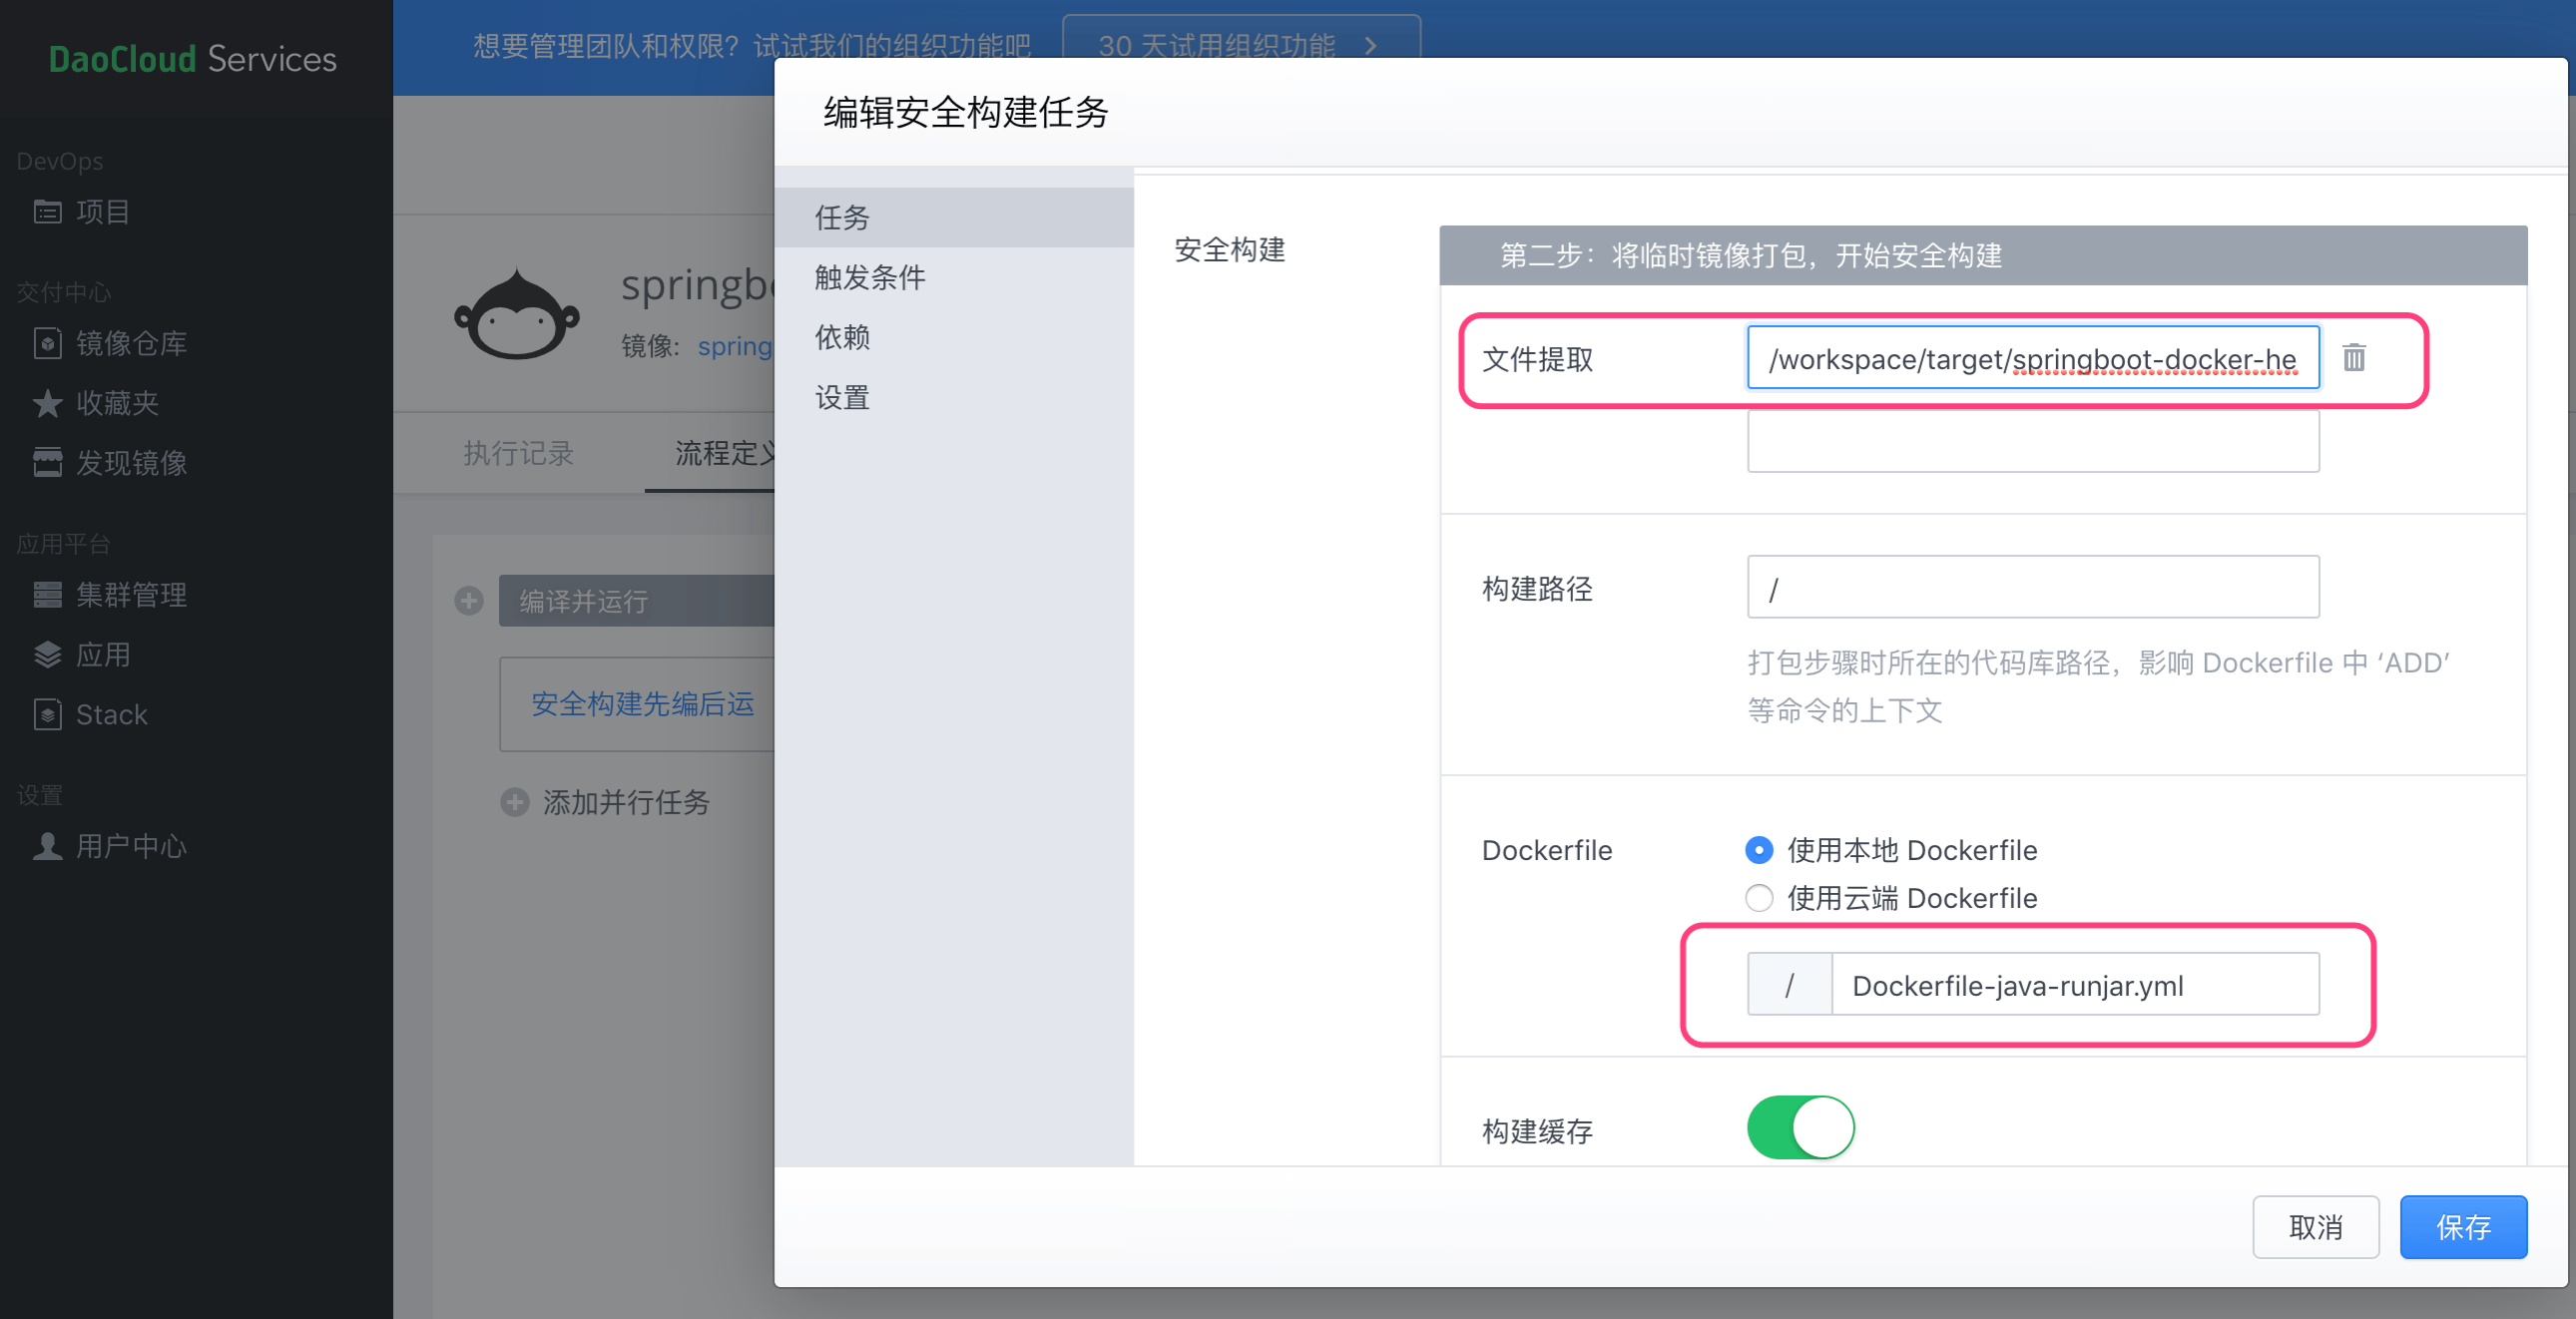 DaoCloud Services
DevOps
项目
交付中心
镜像仓库
收藏夹
发现镜像
应用平台
集群管理
应用
Stack
设置
用户中心
想要管理团队和权限？试试我们的组织功能吧
30 天试用组织功能 >
springb
镜像： spring
执行记录
流程定义
编译并运行
安全构建先编后运
添加并行任务
编辑安全构建任务
任务
触发条件
依赖
设置
安全构建
第二步：将临时镜像打包，开始安全构建
文件提取
/workspace/target/springboot-docker-he
构建路径
/
打包步骤时所在的代码库路径，影响 Dockerfile 中 ‘ADD’
等命令的上下文
Dockerfile
使用本地 Dockerfile
使用云端 Dockerfile
/ Dockerfile-java-runjar.yml
构建缓存
取消
保存